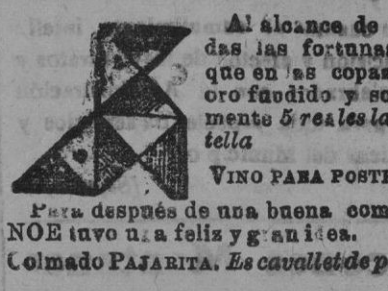 Al alcance de
das las fortunas
que en las copas
oro fundido y so
mente 5 reales la
tella
VINO PARA POSTR
Para después de una buena com
NOE tuvo una feliz y gran idea.
Colmado PAJARITA. Es cavallet de p